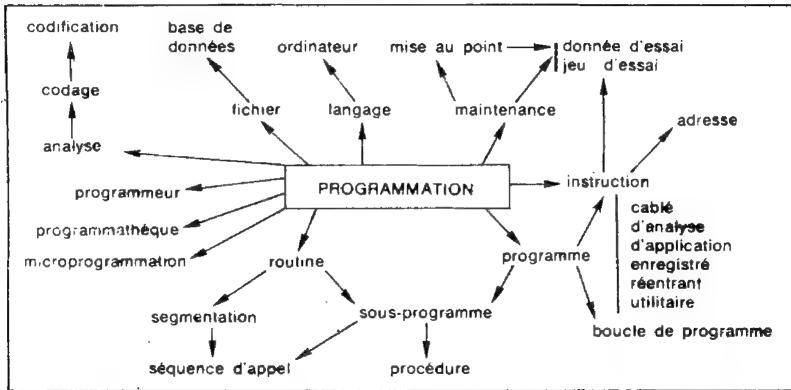 codification
base de
données
ordinateur
mise au point
donnée d'essai
jeu d'essai
codage
fichier
langage
maintenance
adresse
analyse
programmeur
PROGRAMMATION
instruction
programmathèque
microprogrammation
routine
programme
cablé
d'analyse
d'application
enregistré
réentrant
utilitaire
segmentation
sous-programme
boucle de programme
séquence d'appel
procédure